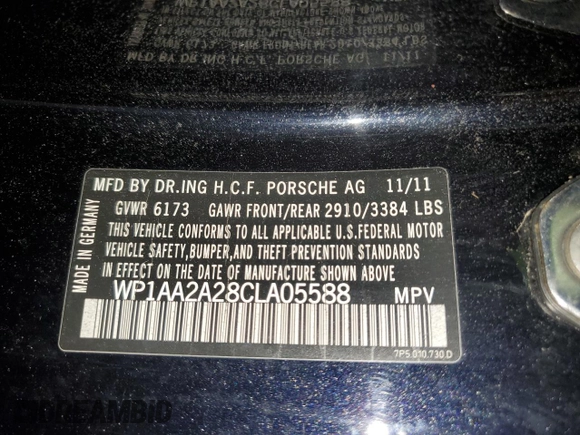 MFD BY DR.ING H.C.F. PORSCHE AG 11/11
GVWR 6173 GAWR FRONT/REAR 2910/3384 LBS
THIS VEHICLE CONFORMS TO ALL APPLICABLE U.S.FEDERAL MOTOR
VEHICLE SAFETY,BUMPER,AND THEFT PREVENTION STANDARDS
IN EFFECT ON THE DATE OF MANUFACTURE SHOWN ABOVE
WP1AA2A28CLA05588 MPV
7P5.010.730.D
MADE IN GERMANY